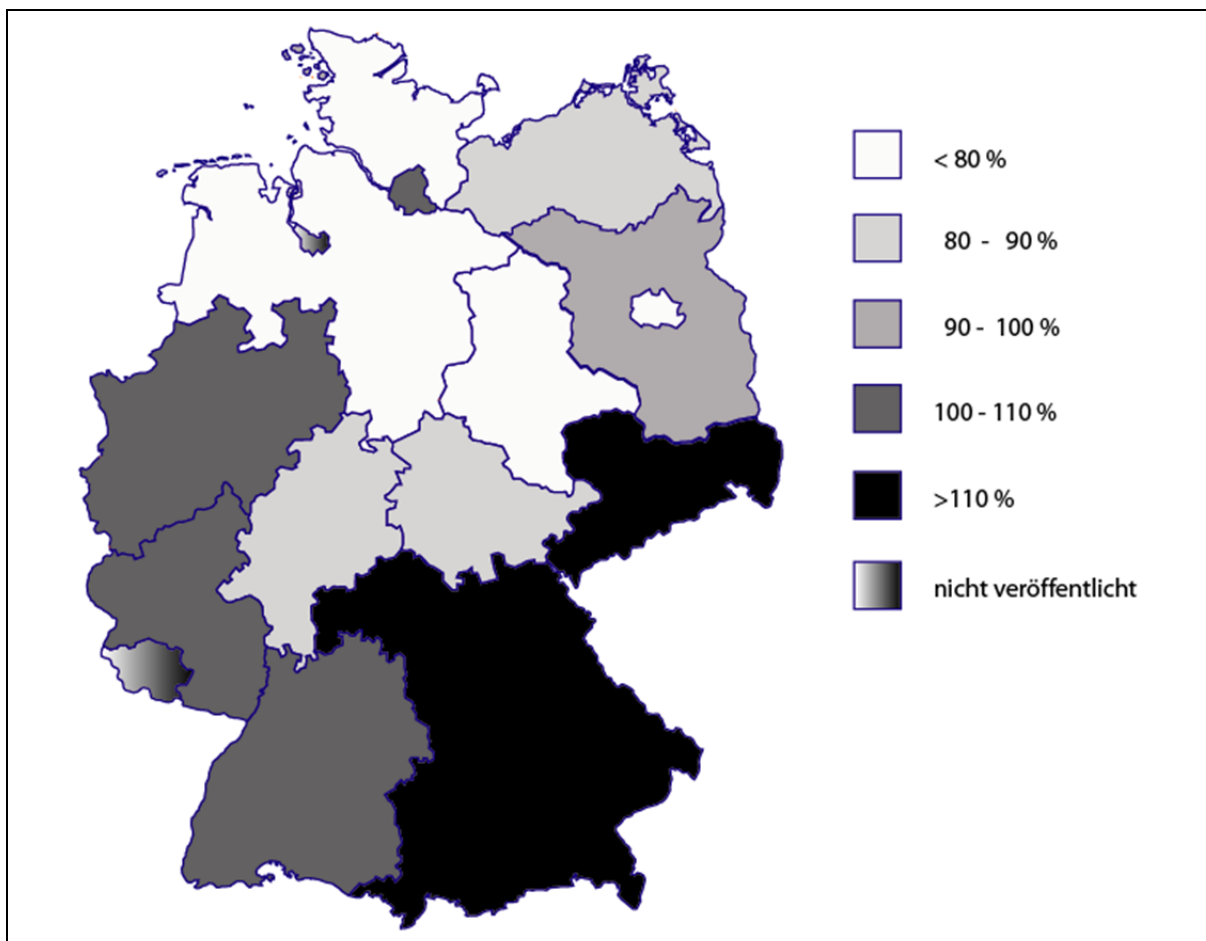 < 80 %
80 - 90 %
90 - 100 %
100 - 110 %
>110 %
nicht veröffentlicht